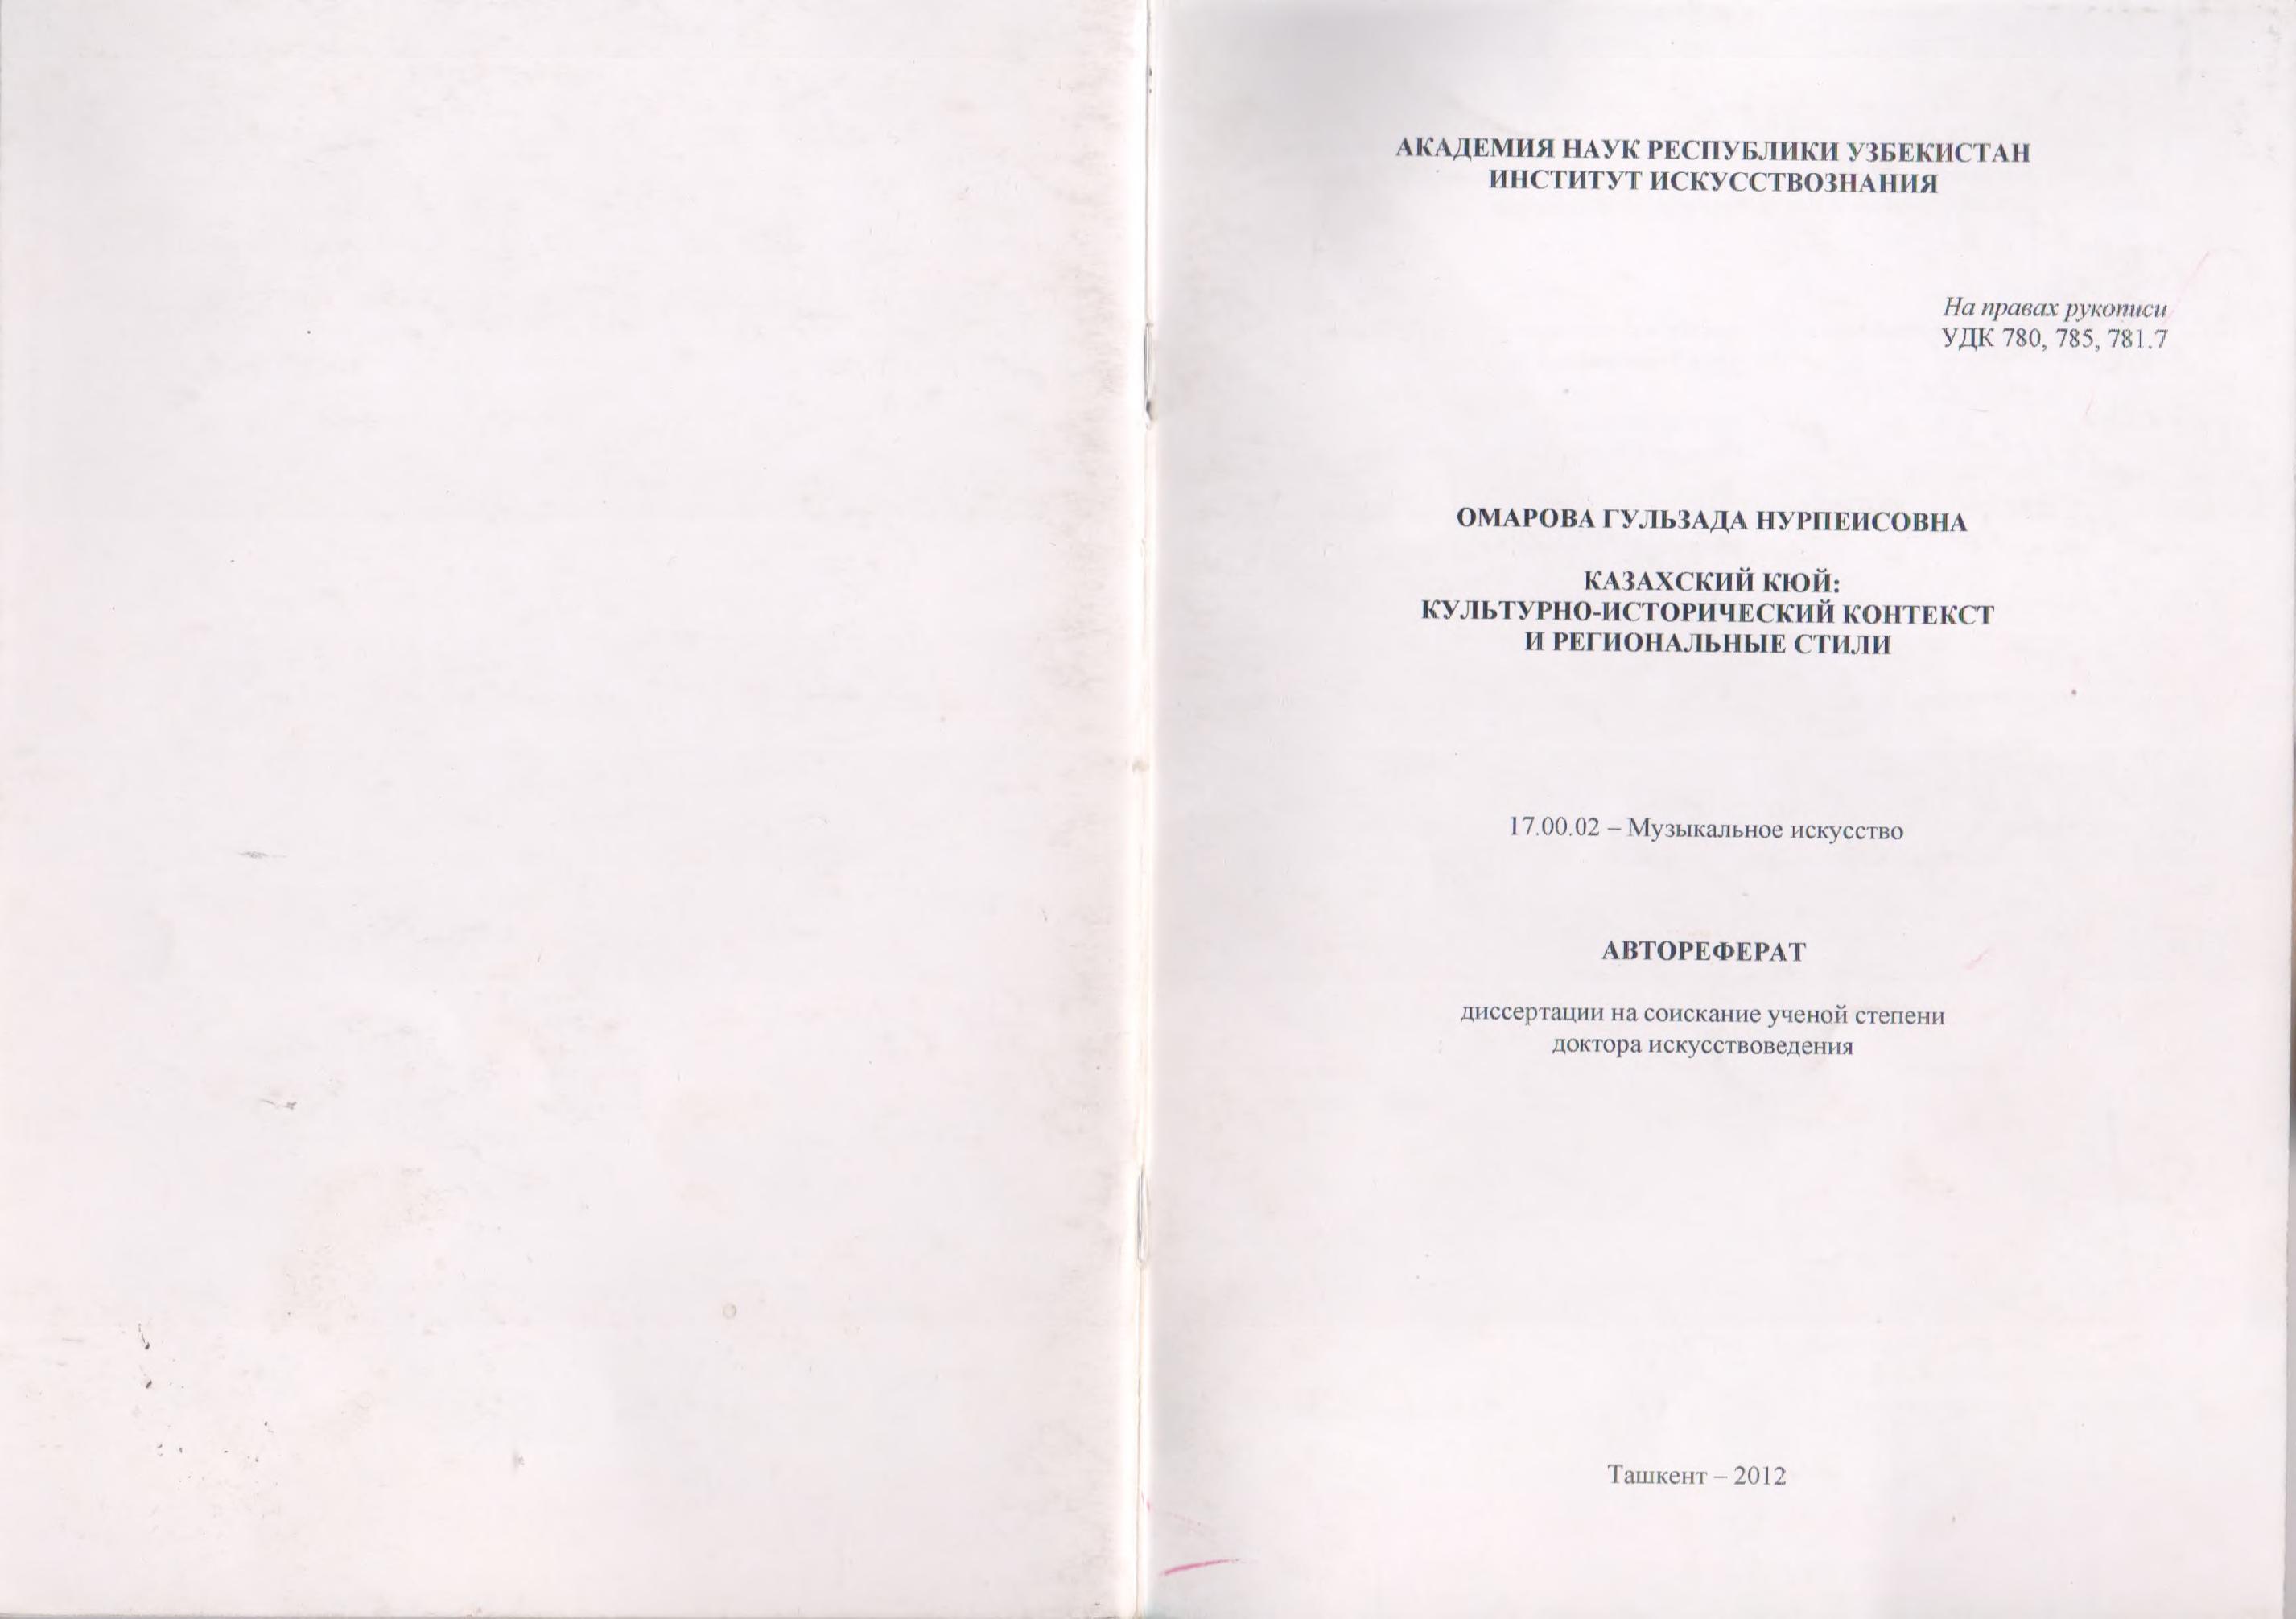 АКАДЕМИЯ НАУК РЕСПУБЛИКИ УЗБЕКИСТАН
ИНСТИТУТ ИСКУССТВОЗНАНИЯ
На правах рукописи
УДК 780, 785, 781.7
ОМАРОВА ГУЛЬЗАДА НУРПЕИСОВНА
КАЗАХСКИЙ КЮЙ:
КУЛЬТУРНО-ИСТОРИЧЕСКИЙ КОНТЕКСТ
И РЕГИОНАЛЬНЫЕ СТИЛИ
17.00.02 – Музыкальное искусство
АВТОРЕФЕРАТ
диссертации на соискание ученой степени
доктора искусствоведения
Ташкент – 2012